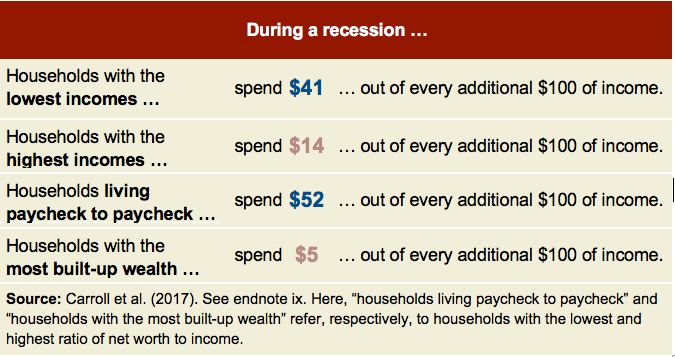 During a recession …
Households with the
lowest incomes …
spend $41 … out of every additional $100 of income.
Households with the
highest incomes …
spend $14 … out of every additional $100 of income.
Households living
paycheck to paycheck …
spend $52 … out of every additional $100 of income.
Households with the
most built-up wealth …
spend $5 … out of every additional $100 of income.
Source: Carroll et al. (2017). See endnote ix. Here, “households living paycheck to paycheck” and
“households with the most built-up wealth” refer, respectively, to households with the lowest and
highest ratio of net worth to income.